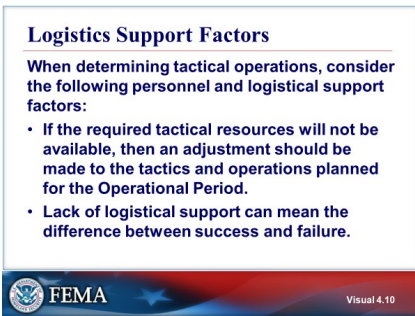 Logistics Support Factors
When determining tactical operations, consider
the following personnel and logistical support
factors:
• If the required tactical resources will not be
available, then an adjustment should be
made to the tactics and operations planned
for the Operational Period.
• Lack of logistical support can mean the
difference between success and failure.
FEMA
Visual 4.10